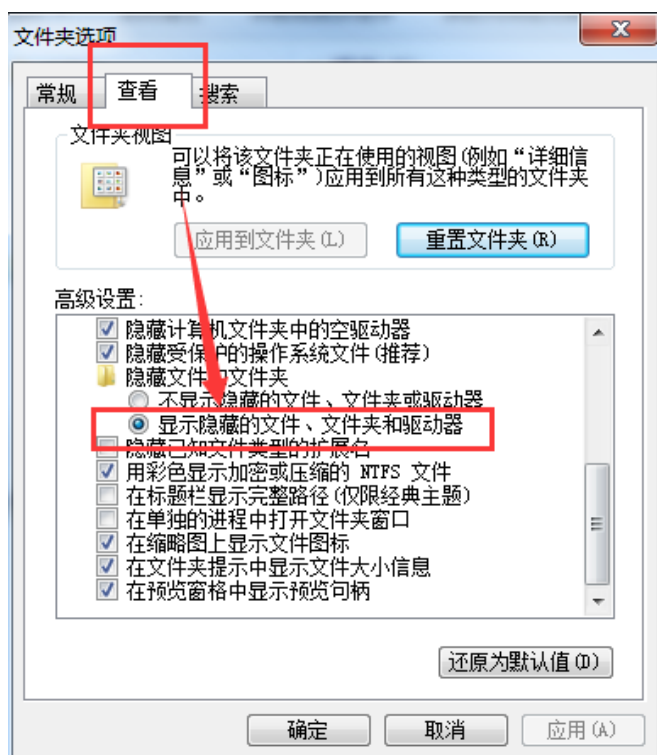 文件夹选项
常规
查看
搜索
文件夹视图
可以将该文件夹正在使用的视图(例如“详细信
息”或“图标”)应用到所有这种类型的文件夹
中。
应用到文件夹(L)
重置文件夹(R)
高级设置:
隐藏计算机文件夹中的空驱动器
隐藏受保护的操作系统文件(推荐)
隐藏文件和文件夹
不显示隐藏的文件、文件夹或驱动器
显示隐藏的文件、文件夹和驱动器
隐藏已知文件类型的扩展名
用彩色显示加密或压缩的 NTFS 文件
在标题栏显示完整路径(仅限经典主题)
在单独的进程中打开文件夹窗口
在缩略图上显示文件图标
在文件夹提示中显示文件大小信息
在预览窗格中显示预览句柄
还原为默认值(D)
确定
取消
应用(A)